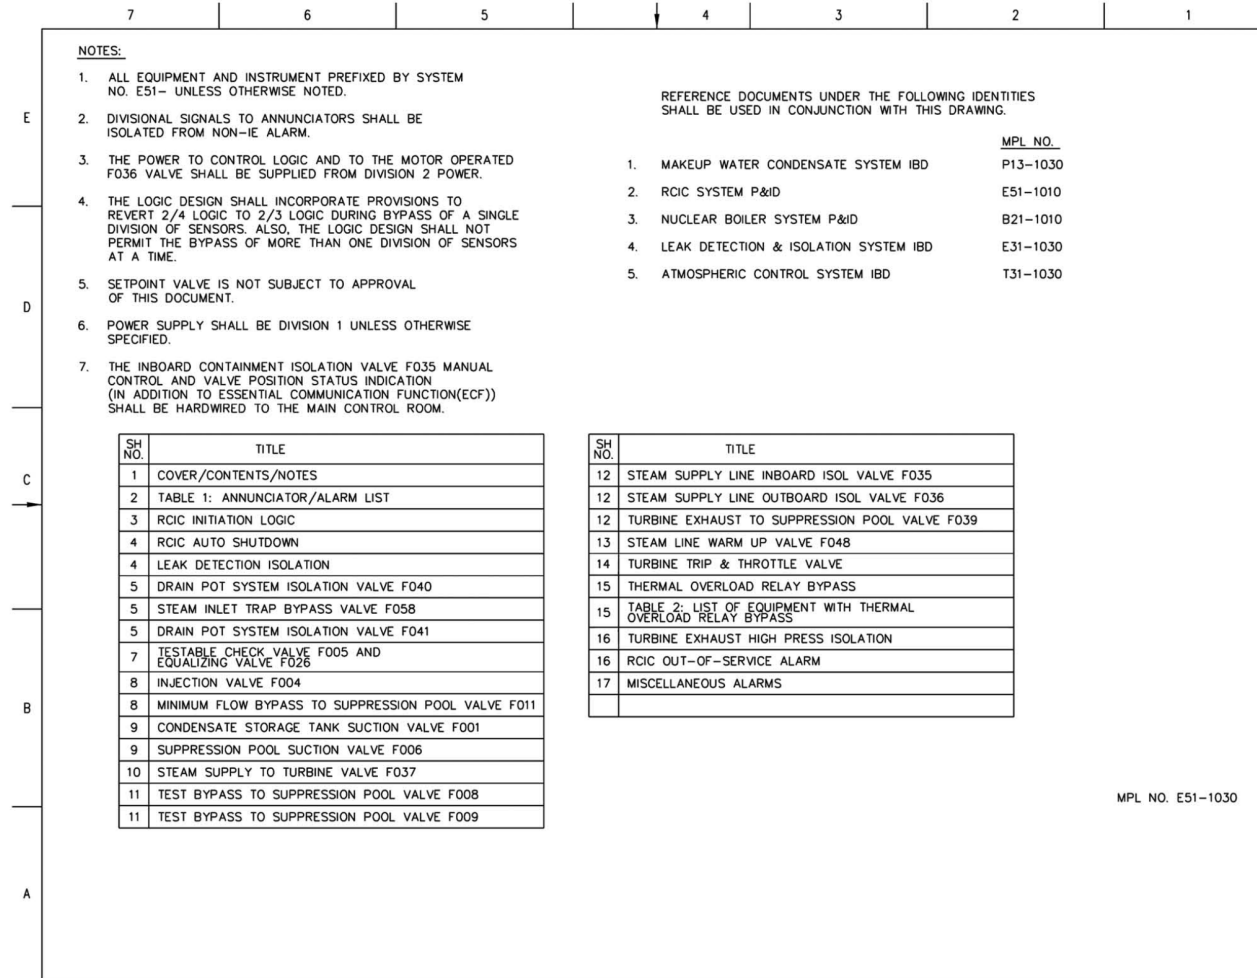 7 6 5 4 3 2 1
NOTES:
1. ALL EQUIPMENT AND INSTRUMENT PREFIXED BY SYSTEM
NO. E51- UNLESS OTHERWISE NOTED.
2. DIVISIONAL SIGNALS TO ANNUNCIATORS SHALL BE
ISOLATED FROM NON-IE ALARM.
3. THE POWER TO CONTROL LOGIC AND TO THE MOTOR OPERATED
F036 VALVE SHALL BE SUPPLIED FROM DIVISION 2 POWER.
4. THE LOGIC DESIGN SHALL INCORPORATE PROVISIONS TO
REVERT 2/4 LOGIC TO 2/3 LOGIC DURING BYPASS OF A SINGLE
DIVISION OF SENSORS. ALSO, THE LOGIC DESIGN SHALL NOT
PERMIT THE BYPASS OF MORE THAN ONE DIVISION OF SENSORS
AT A TIME.
5. SETPOINT VALVE IS NOT SUBJECT TO APPROVAL
OF THIS DOCUMENT.
6. POWER SUPPLY SHALL BE DIVISION 1 UNLESS OTHERWISE
SPECIFIED.
7. THE INBOARD CONTAINMENT ISOLATION VALVE F035 MANUAL
CONTROL AND VALVE POSITION STATUS INDICATION
(IN ADDITION TO ESSENTIAL COMMUNICATION FUNCTION(ECF))
SHALL BE HARDWIRED TO THE MAIN CONTROL ROOM.
REFERENCE DOCUMENTS UNDER THE FOLLOWING IDENTITIES
SHALL BE USED IN CONJUNCTION WITH THIS DRAWING.
MPL NO.
1. MAKEUP WATER CONDENSATE SYSTEM IBD P13-1030
2. RCIC SYSTEM P&ID E51-1010
3. NUCLEAR BOILER SYSTEM P&ID B21-1010
4. LEAK DETECTION & ISOLATION SYSTEM IBD E31-1030
5. ATMOSPHERIC CONTROL SYSTEM IBD T31-1030
SH
NO. TITLE
1 COVER/CONTENTS/NOTES
2 TABLE 1: ANNUNCIATOR/ALARM LIST
3 RCIC INITIATION LOGIC
4 RCIC AUTO SHUTDOWN
4 LEAK DETECTION ISOLATION
5 DRAIN POT SYSTEM ISOLATION VALVE F040
5 STEAM INLET TRAP BYPASS VALVE F058
5 DRAIN POT SYSTEM ISOLATION VALVE F041
7 TESTABLE CHECK VALVE F005 AND
EQUALIZING VALVE F026
8 INJECTION VALVE F004
8 MINIMUM FLOW BYPASS TO SUPPRESSION POOL VALVE F011
9 CONDENSATE STORAGE TANK SUCTION VALVE F001
9 SUPPRESSION POOL SUCTION VALVE F006
10 STEAM SUPPLY TO TURBINE VALVE F037
11 TEST BYPASS TO SUPPRESSION POOL VALVE F008
11 TEST BYPASS TO SUPPRESSION POOL VALVE F009
SH
NO. TITLE
12 STEAM SUPPLY LINE INBOARD ISOL VALVE F035
12 STEAM SUPPLY LINE OUTBOARD ISOL VALVE F036
12 TURBINE EXHAUST TO SUPPRESSION POOL VALVE F039
13 STEAM LINE WARM UP VALVE F048
14 TURBINE TRIP & THROTTLE VALVE
15 THERMAL OVERLOAD RELAY BYPASS
15 TABLE 2: LIST OF EQUIPMENT WITH THERMAL
OVERLOAD RELAY BYPASS
16 TURBINE EXHAUST HIGH PRESS ISOLATION
16 RCIC OUT-OF-SERVICE ALARM
17 MISCELLANEOUS ALARMS
MPL NO. E51-1030
E
D
C
B
A